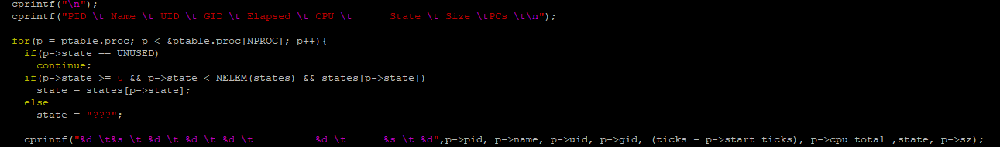 cprintf("\n");
cprintf("PID \t Name \t UID \t GID \t Elapsed \t CPU \t      State \t Size \tPCs \t\n");

for(p = ptable.proc; p < &ptable.proc[NPROC]; p++){
  if(p->state == UNUSED)
    continue;
  if(p->state >= 0 && p->state < NELEM(states) && states[p->state])
    state = states[p->state];
  else
    state = "???";

  cprintf("%d \t%s \t %d \t %d \t %d \t          %d \t      %s \t %d",p->pid, p->name, p->uid, p->gid, (ticks - p->start_ticks), p->cpu_total ,state, p->sz);